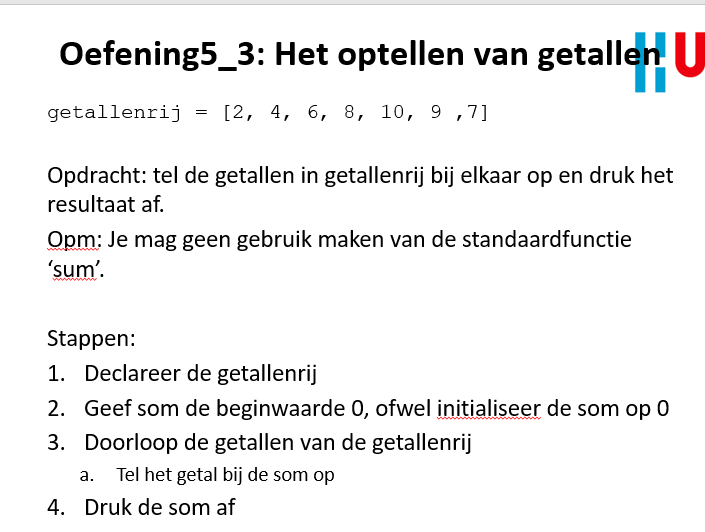 Oefening5_3: Het optellen van getallen
HU
getallenrij = [2, 4, 6, 8, 10, 9 ,7]
Opdracht: tel de getallen in getallenrij bij elkaar op en druk het
resultaat af.
Opm: Je mag geen gebruik maken van de standaardfunctie
‘sum’.
Stappen:
1. Declareer de getallenrij
2. Geef som de beginwaarde 0, ofwel initialiseer de som op 0
3. Doorloop de getallen van de getallenrij
a. Tel het getal bij de som op
4. Druk de som af